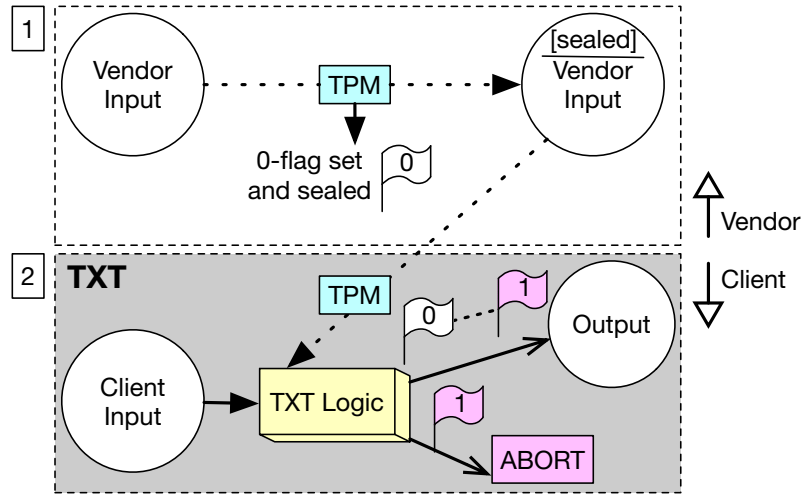 1
Vendor
Input
TPM
[sealed]
Vendor
Input
0-flag set
and sealed
0
Vendor
Client
2
TXT
TPM
0
1
Output
Client
Input
TXT Logic
1
ABORT